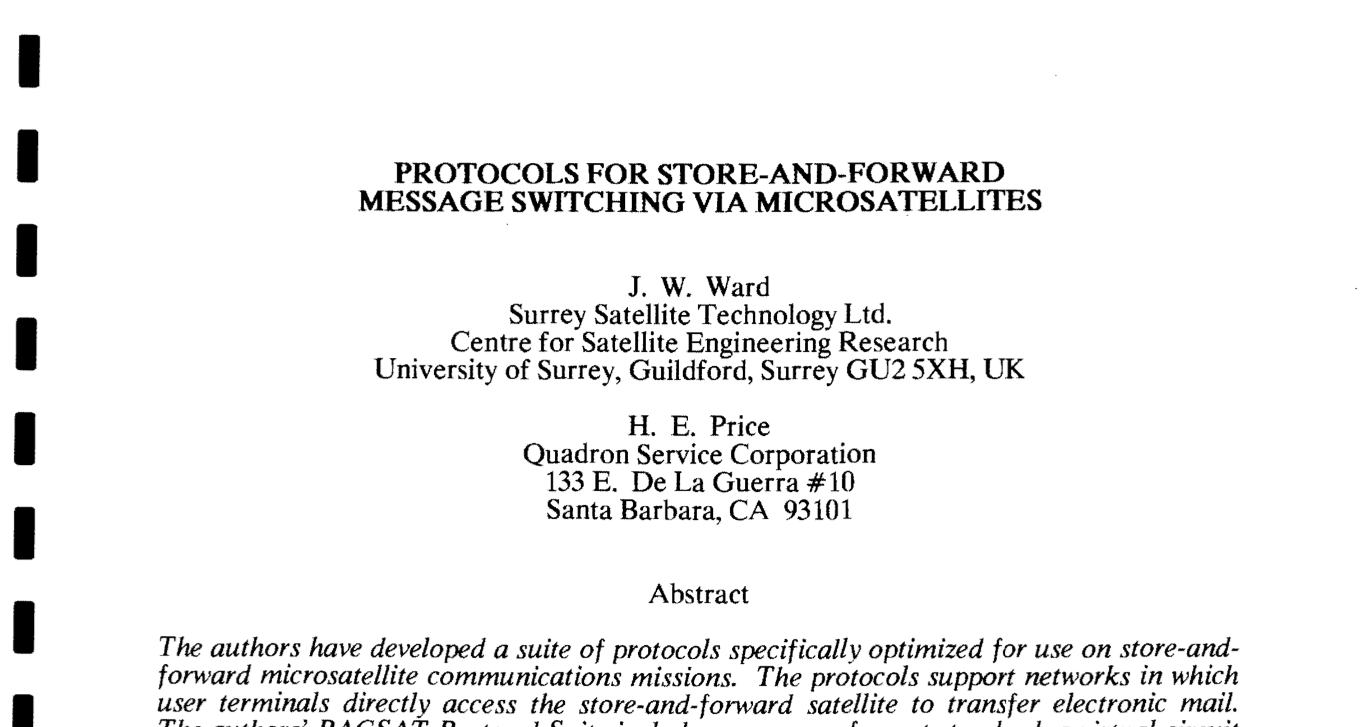 PROTOCOLS FOR STORE-AND-FORWARD
MESSAGE SWITCHING VIA MICROSATELLITES
J. W. Ward
Surrey Satellite Technology Ltd.
Centre for Satellite Engineering Research
University of Surrey, Guildford, Surrey GU2 5XH, UK
H. E. Price
Quadron Service Corporation
133 E. De La Guerra #10
Santa Barbara, CA 93101
Abstract
The authors have developed a suite of protocols specifically optimized for use on store-and-
forward microsatellite communications missions. The protocols support networks in which
user terminals directly access the store-and-forward satellite to transfer electronic mail.
The authors' PACSAT Protocol Suite